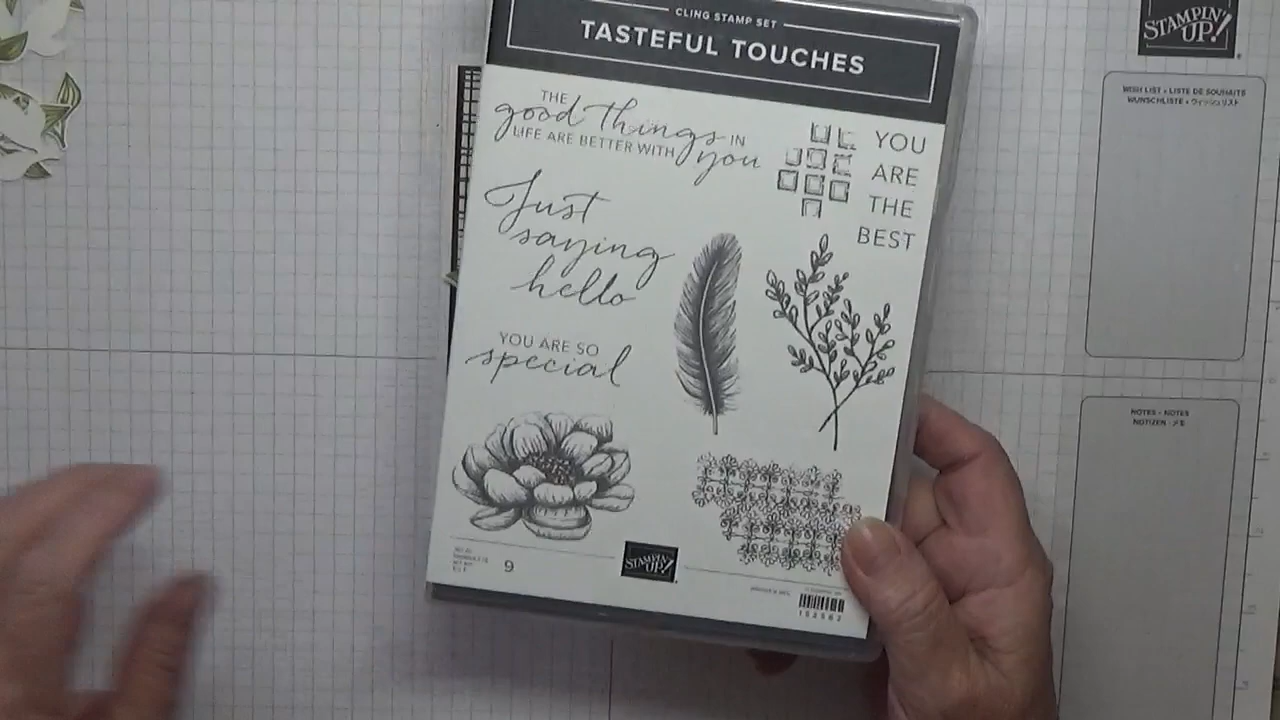 CLING STAMP SET
TASTEFUL TOUCHES
THE
good things IN
LIFE ARE BETTER WITH you
YOU
ARE
THE
BEST
Just
saying
hello
YOU ARE SO
special
9
STAMPIN' UP!
STAMPIN' UP!
WISH LIST • LISTE DE SOUHAITS
WUNSCHLISTE • ウィッシュリスト
NOTES • NOTES
NOTIZEN • メモ